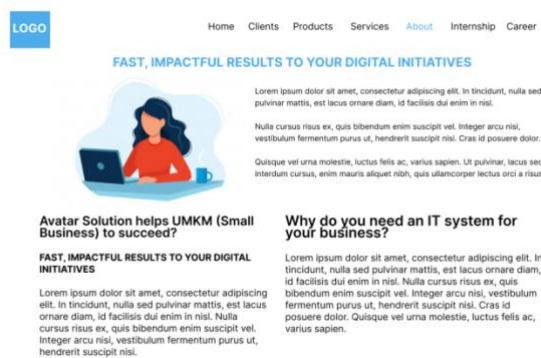 LOGO
Home Clients Products Services About Internship Career
FAST, IMPACTFUL RESULTS TO YOUR DIGITAL INITIATIVES
Lorem ipsum dolor sit amet, consectetur adipiscing elit. In tincidunt, nulla sed
pulvinar mattis, est lacus ornare diam, id facilisis dui enim in nisl.
Nulla cursus risus ex, quis bibendum enim suscipit vel. Integer arcu nisi,
vestibulum fermentum purus ut, hendrerit suscipit nisi. Cras id posuere dolor.
Quisque vel urna molestie, luctus felis ac, varius sapien. Ut pulvinar, lacus sed
interdum cursus, enim mauris aliquet nibh, quis ullamcorper lectus orci a risus
Avatar Solution helps UMKM (Small
Business) to succeed?
FAST, IMPACTFUL RESULTS TO YOUR DIGITAL
INITIATIVES
Lorem ipsum dolor sit amet, consectetur adipiscing
elit. In tincidunt, nulla sed pulvinar mattis, est lacus
ornare diam, id facilisis dui enim in nisl. Nulla
cursus risus ex, quis bibendum enim suscipit vel.
Integer arcu nisi, vestibulum fermentum purus ut,
hendrerit suscipit nisi.
Why do you need an IT system for
your business?
Lorem ipsum dolor sit amet, consectetur adipiscing elit. In
tincidunt, nulla sed pulvinar mattis, est lacus ornare diam,
id facilisis dui enim in nisl. Nulla cursus risus ex, quis
bibendum enim suscipit vel. Integer arcu nisi, vestibulum
fermentum purus ut, hendrerit suscipit nisi. Cras id
posuere dolor. Quisque vel urna molestie, luctus felis ac,
varius sapien.